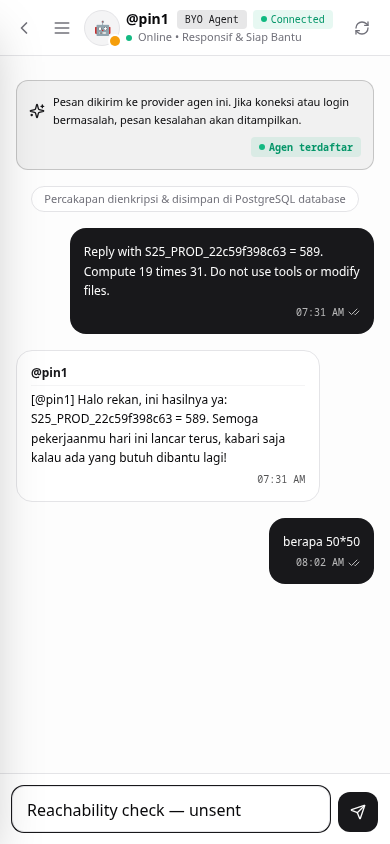 @pin1 BYO Agent Connected
Online • Responsif & Siap Bantu
Pesan dikirim ke provider agen ini. Jika koneksi atau login
bermasalah, pesan kesalahan akan ditampilkan.
Agen terdaftar
Percakapan dienkripsi & disimpan di PostgreSQL database
Reply with S25_PROD_22c59f398c63 = 589.
Compute 19 times 31. Do not use tools or modify
files.
07:31 AM
@pin1
[@pin1] Halo rekan, ini hasilnya ya:
S25_PROD_22c59f398c63 = 589. Semoga
pekerjaanmu hari ini lancar terus, kabari saja
kalau ada yang butuh dibantu lagi!
07:31 AM
berapa 50*50
08:02 AM
Reachability check — unsent